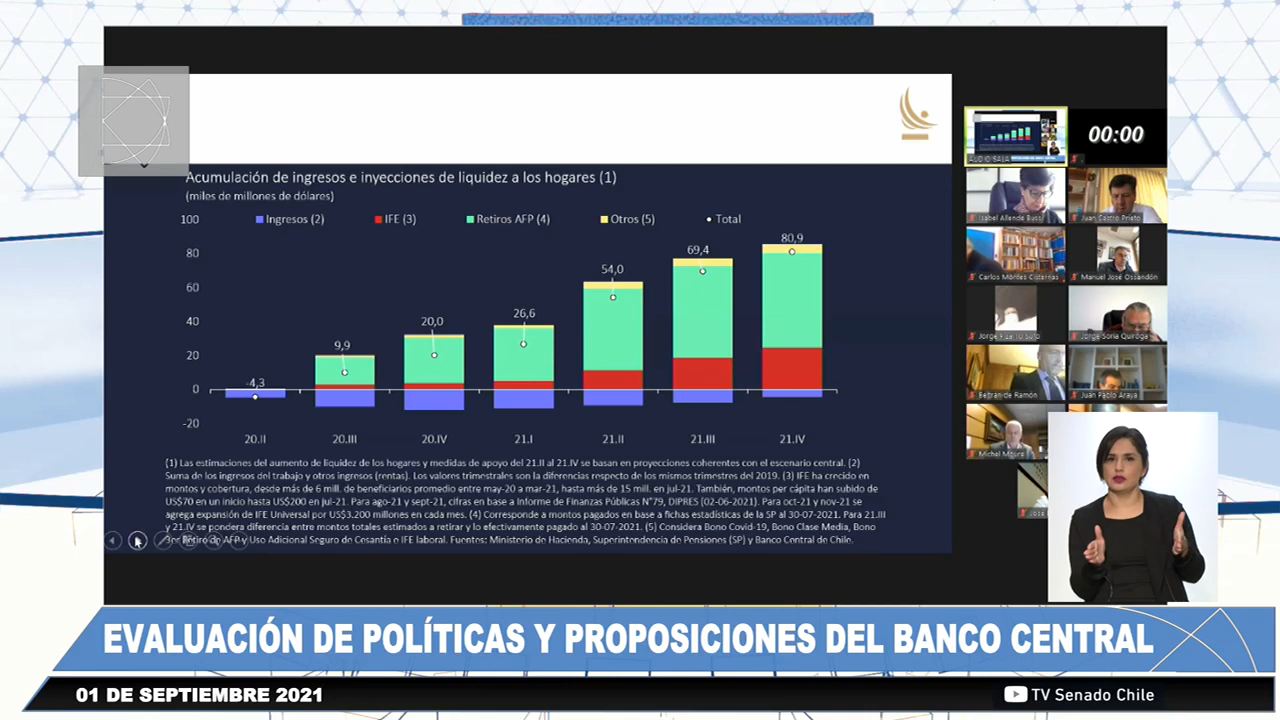 Acumulación de ingresos e inyecciones de liquidez a los hogares (1)
(miles de millones de dólares)
Ingresos (2) IFE (3) Retiros AFP (4) Otros (5) Total
100
80
60
40
20
0
-20
-4,3 9,9 20,0 26,6 54,0 69,4 80,9
20.II 20.III 20.IV 21.I 21.II 21.III 21.IV
(1) Las estimaciones del aumento de liquidez de los hogares y medidas de apoyo del 21.II al 21.IV se basan en proyecciones coherentes con el escenario central. (2)
Suma de los ingresos del trabajo y otros ingresos (rentas). Los valores trimestrales son la diferencias respecto de los mismos trimestres del 2019. (3) IFE ha crecido en
montos y cobertura, desde más de 6 mill. de beneficiarios promedio entre may-20 a mar-21, hasta más de 15 mill. en jul-21. También, montos per cápita han subido de
US$70 en un inicio hasta US$200 en jul-21. Para ago-21 y sept-21, cifras en base a Informe de Finanzas Públicas N°79, DIPRES (02-06-2021). Para oct-21 y nov-21 se
agrega expansión de IFE Universal por US$3.200 millones en cada mes. (4) Corresponde a montos pagados en base a fichas estadísticas de la SP al 30-07-2021. Para 21.III
y 21.IV se pondera diferencia entre montos totales estimados a retirar y lo efectivamente pagado al 30-07-2021. (5) Considera Bono Covid-19, Bono Clase Media, Bono
3er Retiro de AFP y Uso Adicional Seguro de Cesantía e IFE laboral. Fuentes: Ministerio de Hacienda, Superintendencia de Pensiones (SP) y Banco Central de Chile.
AUDIO SALA
00:00
Isabel Allende Bussi
Juan Castro Prieto
Carlos Montes Cisternas
Manuel José Ossandón
Jorge Pizarro Soto
Jorge Soria Quiroga
Beltrán de Ramón
Juan Pablo Araya
Michel Moure
EVALUACIÓN DE POLÍTICAS Y PROPOSICIONES DEL BANCO CENTRAL
01 DE SEPTIEMBRE 2021
TV Senado Chile